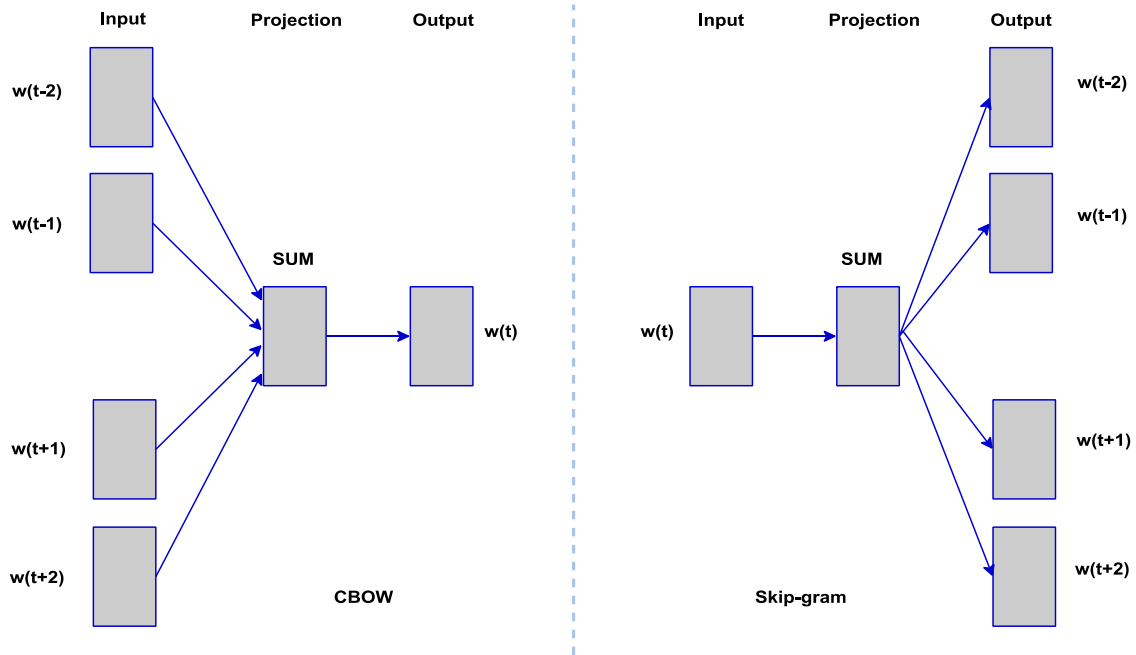 Input Projection Output
w(t-2)
w(t-1)
SUM
w(t)
w(t+1)
w(t+2)
CBOW
Input Projection Output
w(t-2)
w(t-1)
SUM
w(t)
w(t+1)
w(t+2)
Skip-gram